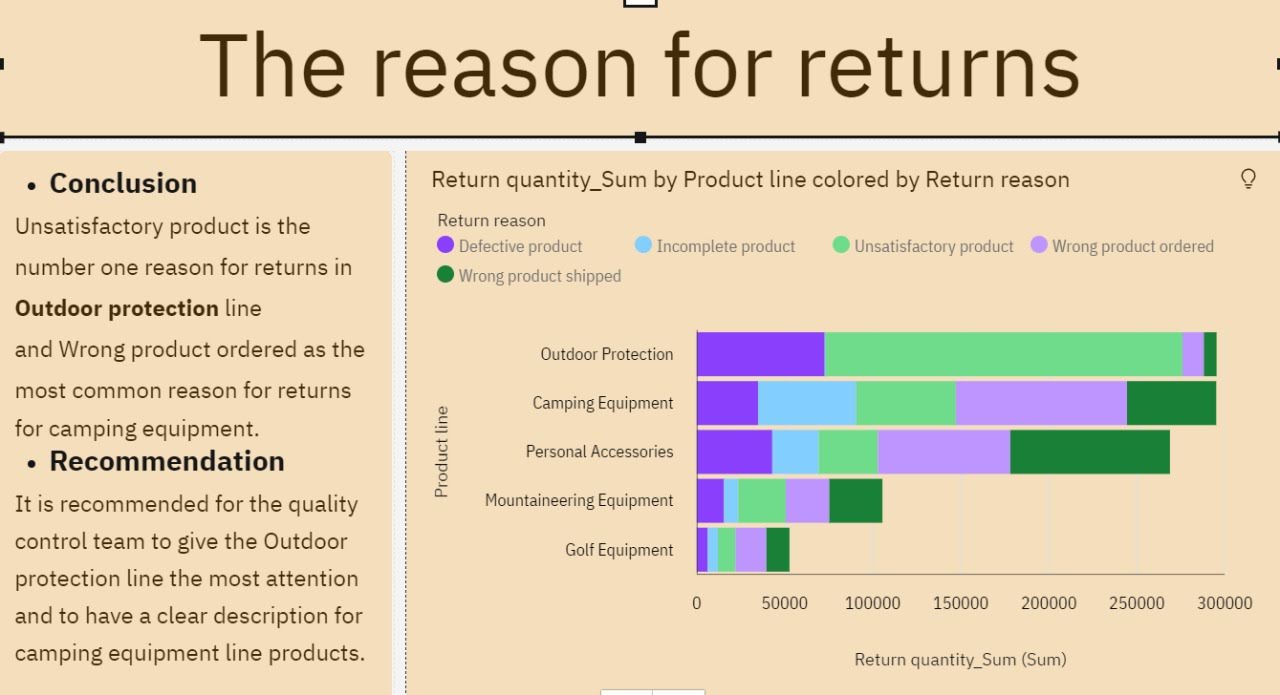 The reason for returns
• Conclusion
Unsatisfactory product is the
number one reason for returns in
Outdoor protection line
and Wrong product ordered as the
most common reason for returns
for camping equipment.
• Recommendation
It is recommended for the quality
control team to give the Outdoor
protection line the most attention
and to have a clear description for
camping equipment line products.
Return quantity_Sum by Product line colored by Return reason
Return reason
Defective product Incomplete product Unsatisfactory product Wrong product ordered
Wrong product shipped
Product line
Outdoor Protection
Camping Equipment
Personal Accessories
Mountaineering Equipment
Golf Equipment
0 50000 100000 150000 200000 250000 300000
Return quantity_Sum (Sum)